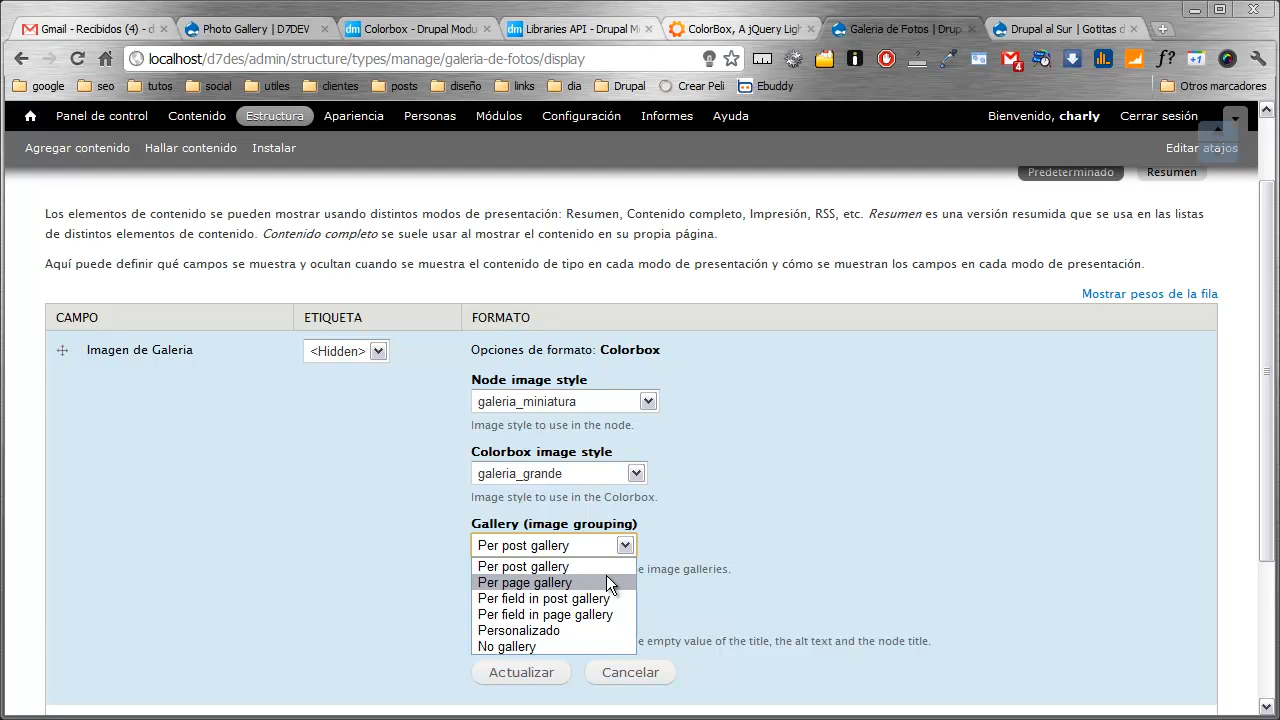 Gmail - Recibidos (4) - d
Photo Gallery | D7DEV
Colorbox - Drupal Modu
Libraries API - Drupal M
ColorBox, A jQuery Ligh
Galeria de Fotos | Drup
Drupal al Sur | Gotitas d
localhost/d7des/admin/structure/types/manage/galeria-de-fotos/display
google
seo
tutos
social
utiles
clientes
posts
diseño
links
dia
Drupal
Crear Peli
Ebuddy
Otros marcadores
Panel de control
Contenido
Estructura
Apariencia
Personas
Módulos
Configuración
Informes
Ayuda
Bienvenido, charly
Cerrar sesión
Agregar contenido
Hallar contenido
Instalar
Editar atajos
Predeterminado
Resumen
Los elementos de contenido se pueden mostrar usando distintos modos de presentación: Resumen, Contenido completo, Impresión, RSS, etc. Resumen es una versión resumida que se usa en las listas
de distintos elementos de contenido. Contenido completo se suele usar al mostrar el contenido en su propia página.
Aquí puede definir qué campos se muestra y ocultan cuando se muestra el contenido de tipo en cada modo de presentación y cómo se muestran los campos en cada modo de presentación.
Mostrar pesos de la fila
CAMPO
ETIQUETA
FORMATO
Imagen de Galeria
<Hidden>
Opciones de formato: Colorbox
Node image style
galeria_miniatura
Image style to use in the node.
Colorbox image style
galeria_grande
Image style to use in the Colorbox.
Gallery (image grouping)
Per post gallery
Per post gallery
e image galleries.
Per page gallery
Per field in post gallery
Per field in page gallery
Personalizado
e empty value of the title, the alt text and the node title.
No gallery
Actualizar
Cancelar